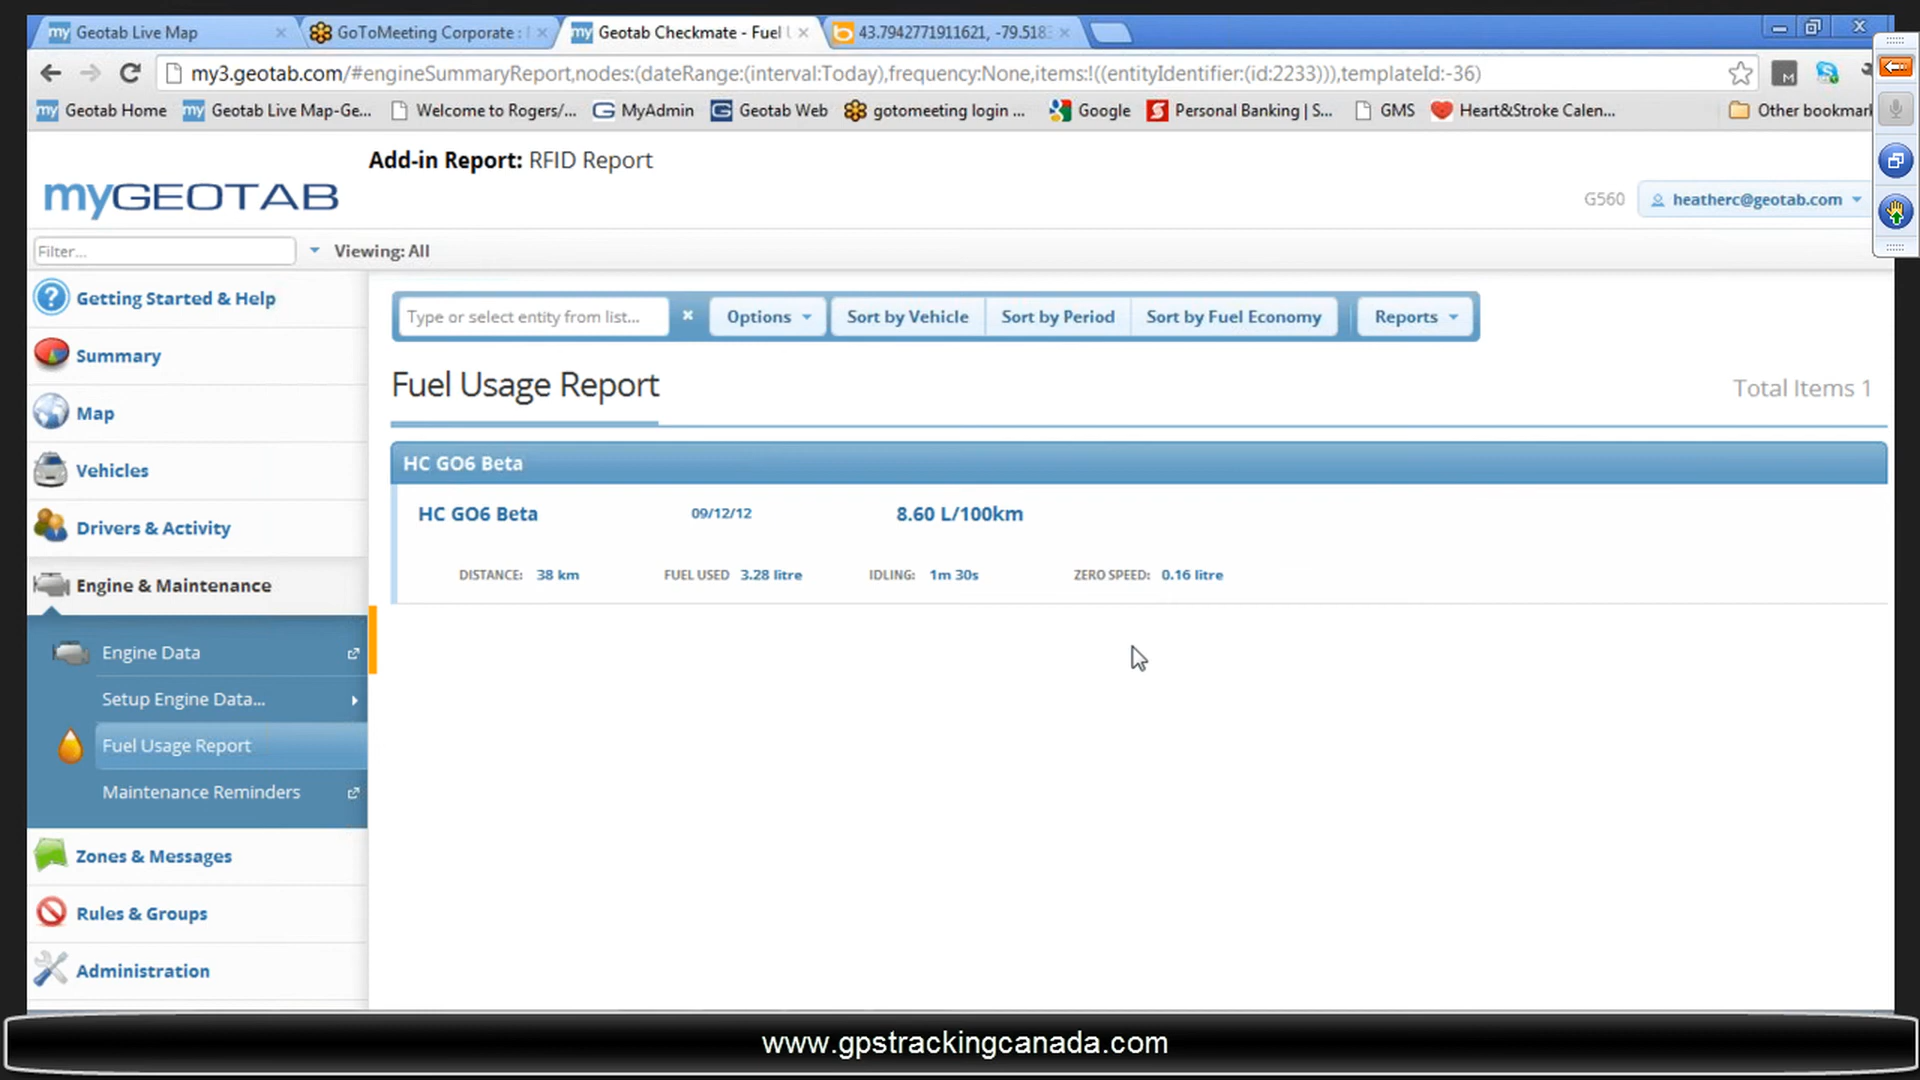 my Geotab Live Map
GoToMeeting Corporate :
my Geotab Checkmate - Fuel
43.7942771911621, -79.518
my3.geotab.com/#engineSummaryReport,nodes:(dateRange:(interval:Today),frequency:None,items:!((entityIdentifier:(id:2233))),templateId:-36)
my Geotab Home
my Geotab Live Map-Ge...
Welcome to Rogers/...
MyAdmin
Geotab Web
gotomeeting login ...
Google
Personal Banking | S...
GMS
Heart&Stroke Calen...
Other bookmar
Add-in Report: RFID Report
myGEOTAB
G560
heatherc@geotab.com
Filter...
Viewing: All
Getting Started & Help
Summary
Map
Vehicles
Drivers & Activity
Engine & Maintenance
Engine Data
Setup Engine Data...
Fuel Usage Report
Maintenance Reminders
Zones & Messages
Rules & Groups
Administration
Type or select entity from list...
Options
Sort by Vehicle
Sort by Period
Sort by Fuel Economy
Reports
Fuel Usage Report
Total Items 1
HC GO6 Beta
HC GO6 Beta 09/12/12 8.60 L/100km
DISTANCE: 38 km FUEL USED 3.28 litre IDLING: 1m 30s ZERO SPEED: 0.16 litre
www.gpstrackingcanada.com